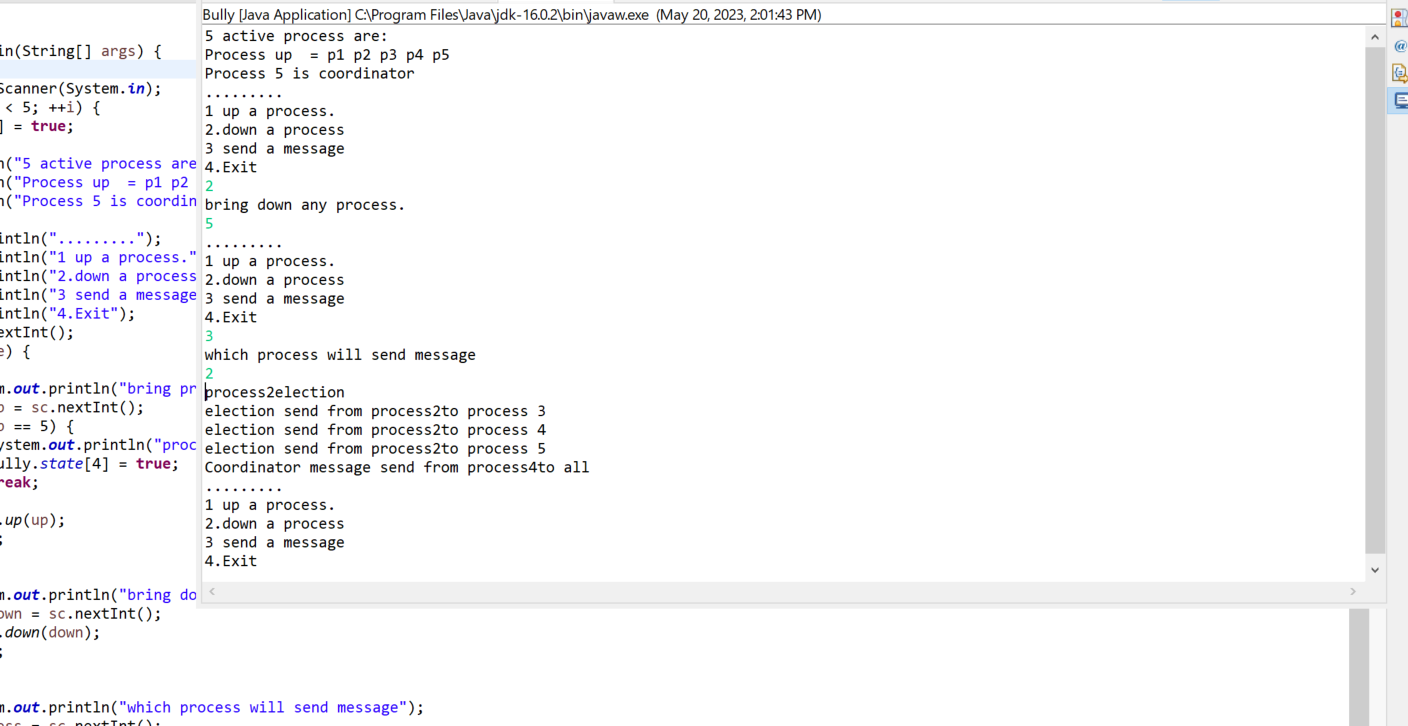 Bully [Java Application] C:\Program Files\Java\jdk-16.0.2\bin\javaw.exe (May 20, 2023, 2:01:43 PM)
5 active process are:
Process up  = p1 p2 p3 p4 p5
Process 5 is coordinator
.........
1 up a process.
2.down a process
3 send a message
4.Exit
2
bring down any process.
5
.........
1 up a process.
2.down a process
3 send a message
4.Exit
3
which process will send message
2
process2election
election send from process2to process 3
election send from process2to process 4
election send from process2to process 5
Coordinator message send from process4to all
.........
1 up a process.
2.down a process
3 send a message
4.Exit
in(String[] args) {
Scanner(System.in);
< 5; ++i) {
] = true;
n("5 active process are
n("Process up  = p1 p2
n("Process 5 is coordin
intln(".........");
intln("1 up a process."
intln("2.down a process
intln("3 send a message
intln("4.Exit");
extInt();
e) {
m.out.println("bring pr
p = sc.nextInt();
p == 5) {
ystem.out.println("proc
ully.state[4] = true;
reak;
.up(up);
;
m.out.println("bring do
own = sc.nextInt();
.down(down);
;
m.out.println("which process will send message");
ess = sc.nextInt();